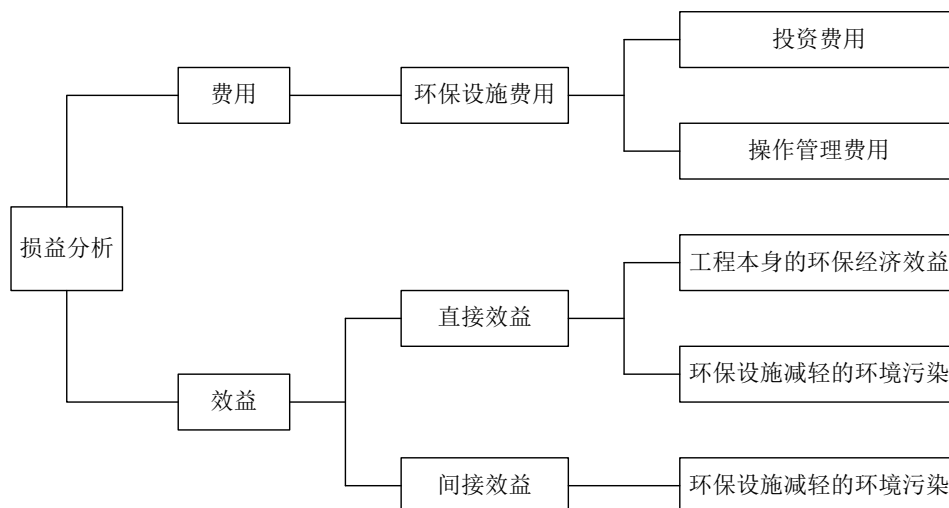 投资费用
费用
环保设施费用
操作管理费用
损益分析
工程本身的环保经济效益
直接效益
环保设施减轻的环境污染
效益
间接效益
环保设施减轻的环境污染